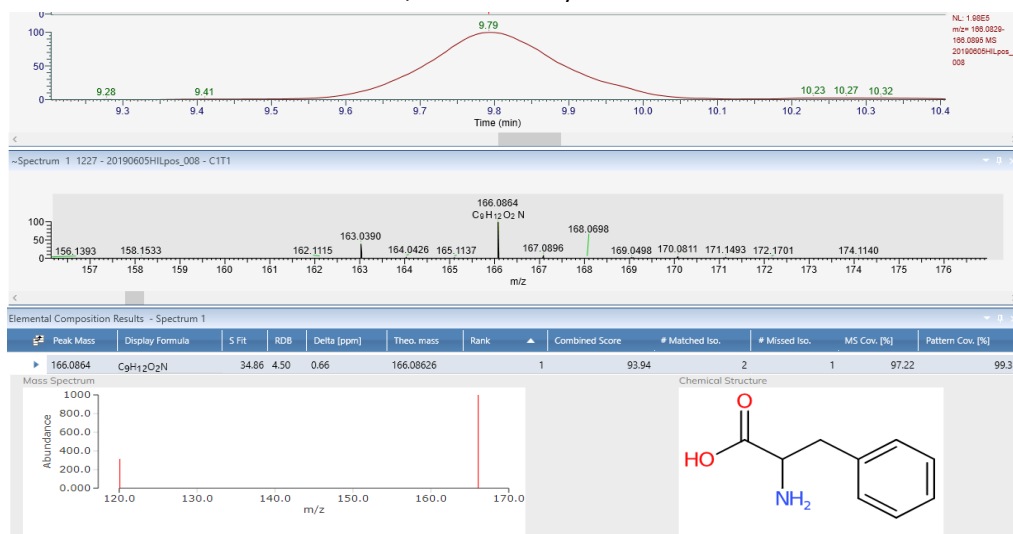 0
100
50
0
9.28
9.41
9.79
10.23 10.27 10.32
9.3 9.4 9.5 9.6 9.7 9.8 9.9 10.0 10.1 10.2 10.3 10.4
Time (min)
NL: 1.98E5
m/z= 166.0829-
166.0895 MS
20190605HILpos_
008
~Spectrum 1 1227 - 20190605HILpos_008 - C1T1
166.0864
C9H12O2N
100
50
0
156.1393 158.1533 162.1115 163.0390 164.0426 165.1137 167.0896 168.0698 169.0498 170.0811 171.1493 172.1701 174.1140
157 158 159 160 161 162 163 164 165 166 167 168 169 170 171 172 173 174 175 176
m/z
Elemental Composition Results - Spectrum 1
Peak Mass Display Formula S Fit RDB Delta [ppm] Theo. mass Rank Combined Score # Matched Iso. # Missed Iso. MS Cov. [%] Pattern Cov. [%]
166.0864 C9H12O2N 34.86 4.50 0.66 166.08626 1 93.94 2 1 97.22 99.3
Mass Spectrum
1000
800.0
600.0
400.0
200.0
0.000
Abundance
120.0 130.0 140.0 150.0 160.0 170.0
m/z
Chemical Structure
O
HO
NH2